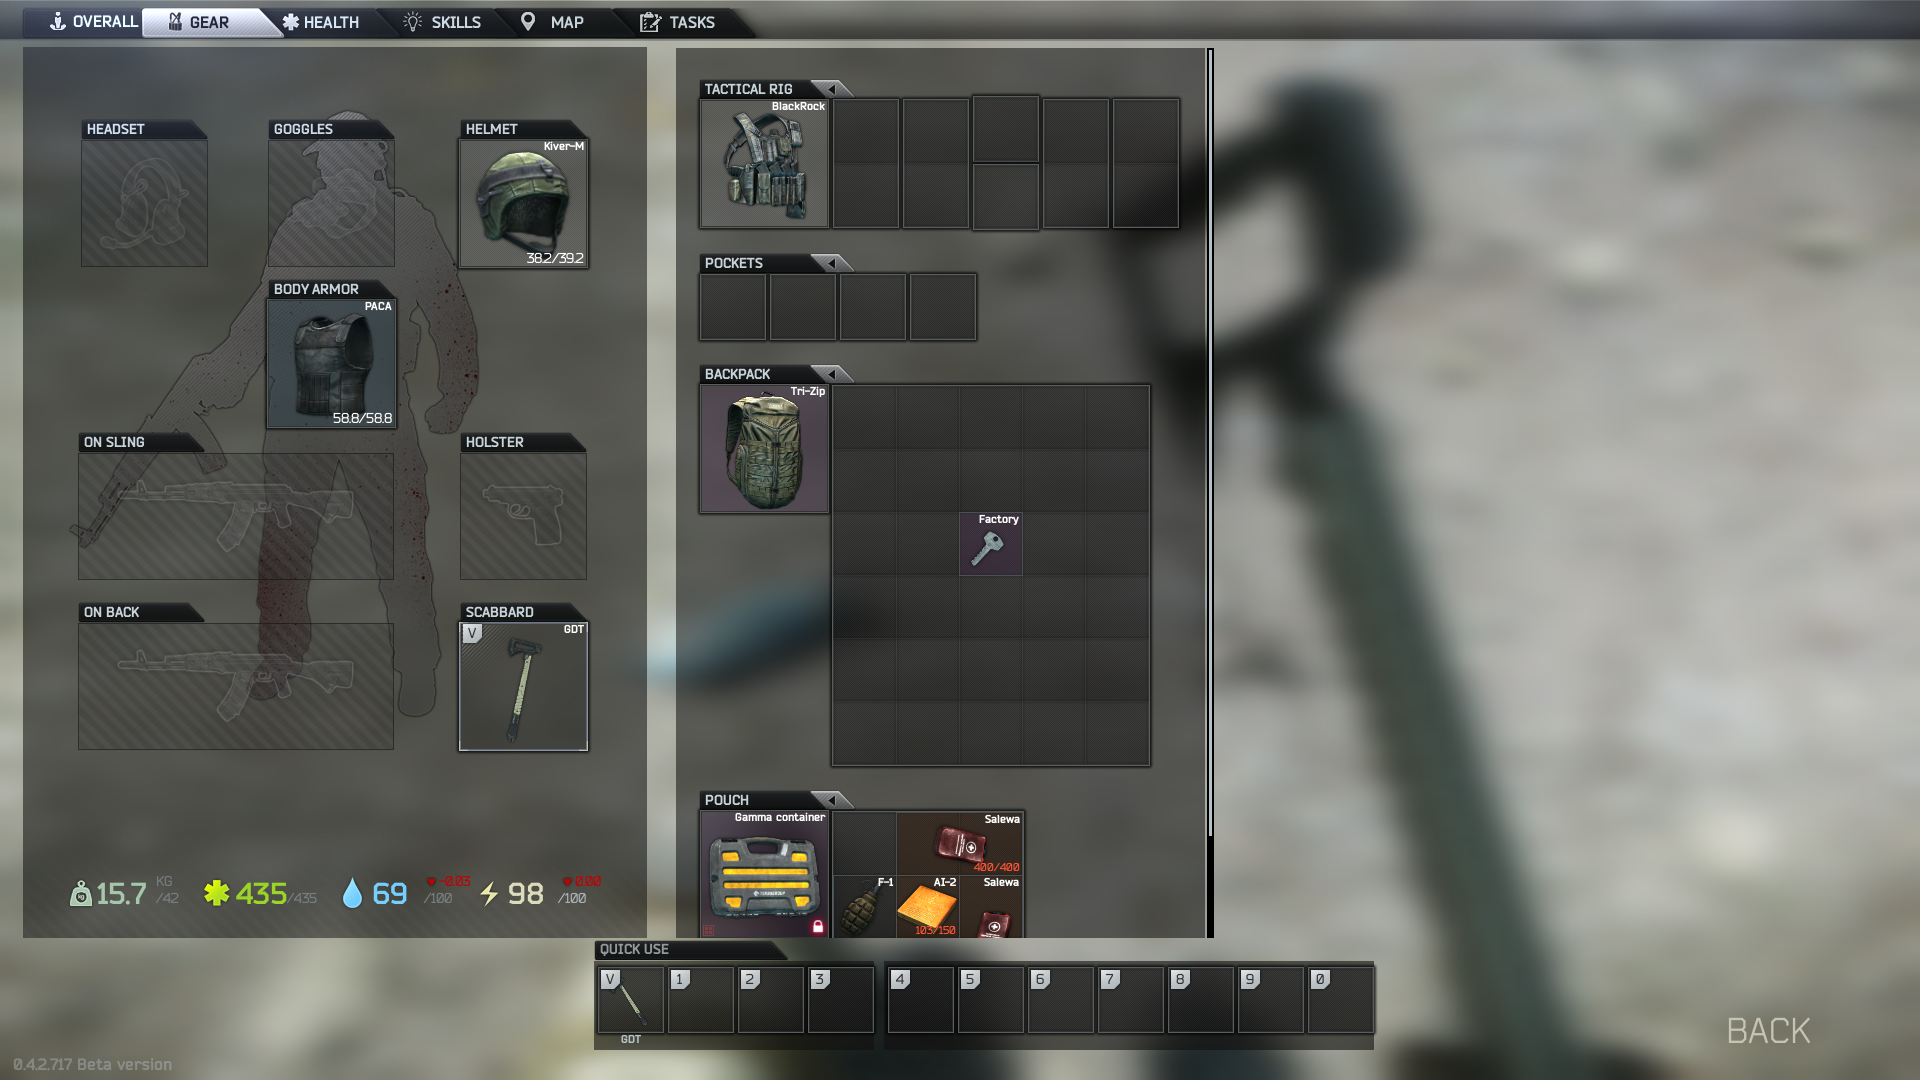 OVERALL
GEAR
HEALTH
SKILLS
MAP
TASKS
HEADSET
GOGGLES
HELMET
Kiver-M
38.2/39.2
BODY ARMOR
PACA
58.8/58.8
ON SLING
HOLSTER
ON BACK
SCABBARD
V
GDT
15.7 KG /42
435/435
69 -0.03 /100
98 0.00 /100
TACTICAL RIG
BlackRock
POCKETS
BACKPACK
Tri-Zip
Factory
POUCH
Gamma container
Salewa
400/400
F-1
AI-2
103/150
Salewa
QUICK USE
V 1 2 3 4 5 6 7 8 9 0
GDT
BACK
0.4.2.717 Beta version